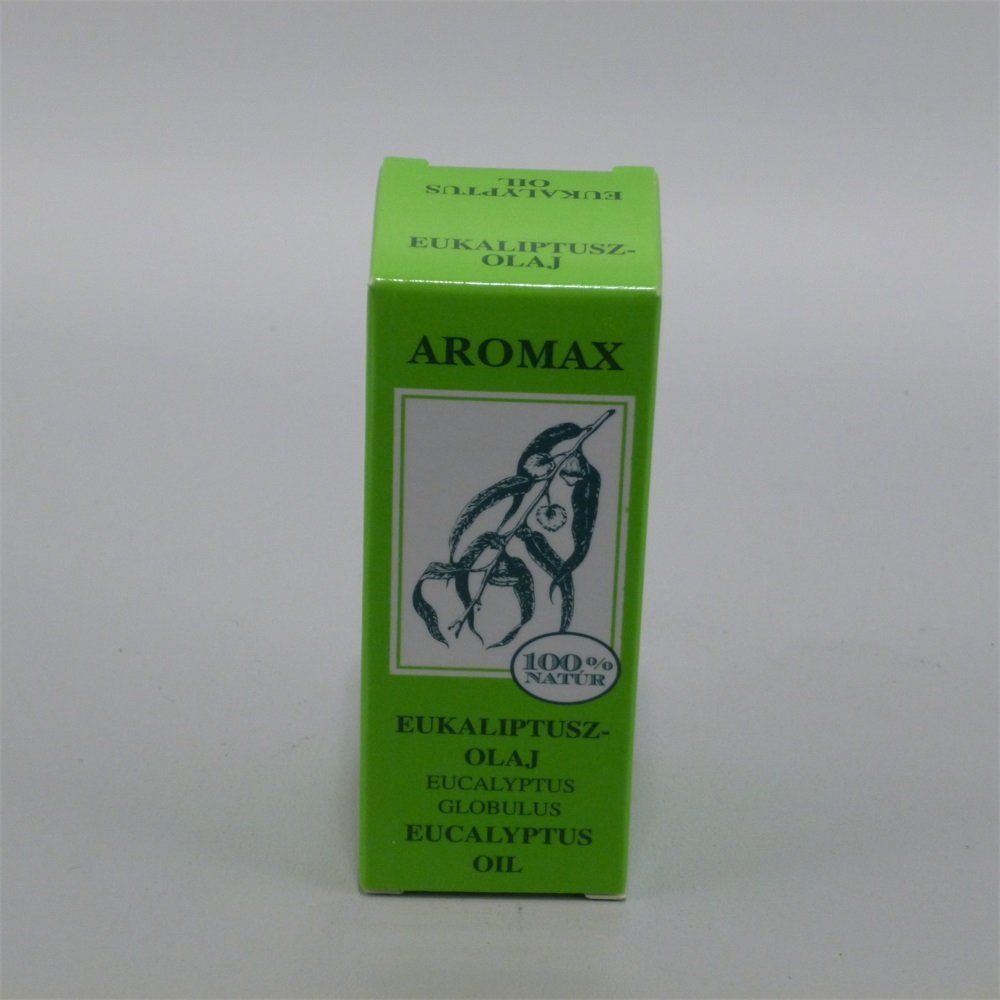 EUKALYPTUS
OIL
EUKALIPTUSZ-
OLAJ
AROMAX
100%
NATÚR
EUKALIPTUSZ-
OLAJ
EUCALYPTUS
GLOBULUS
EUCALYPTUS
OIL